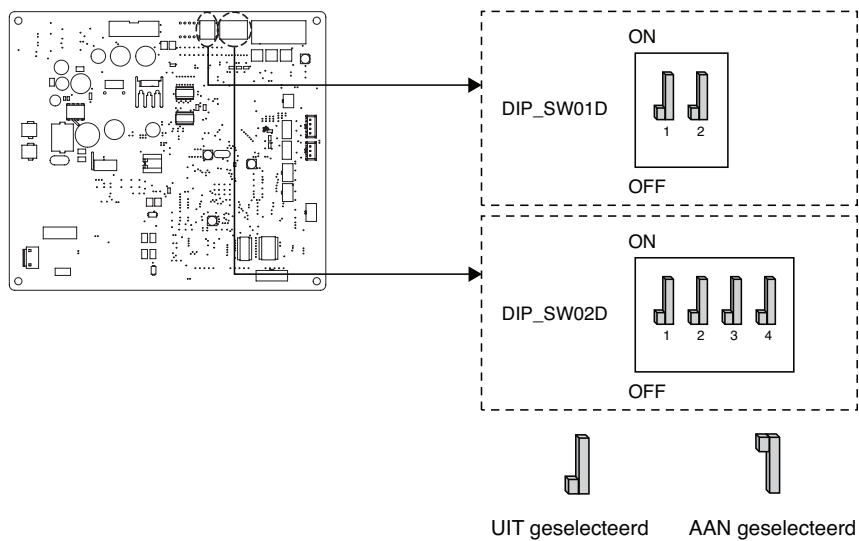 ON
DIP_SW01D
1 2
OFF
ON
DIP_SW02D
1 2 3 4
OFF
UIT geselecteerd AAN geselecteerd